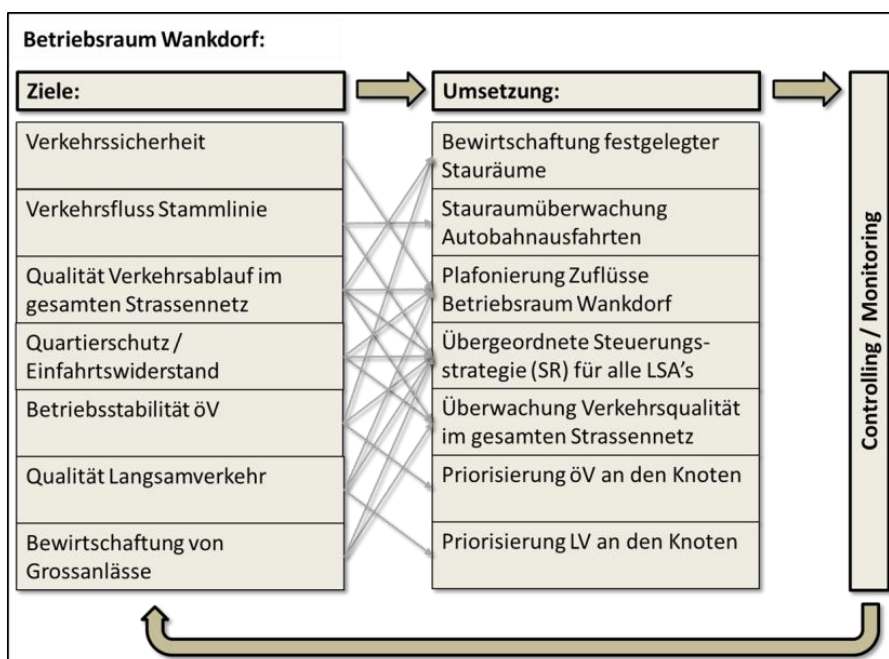 Betriebsraum Wankdorf:
Ziele:
Verkehrssicherheit
Verkehrsfluss Stammlinie
Qualität Verkehrsablauf im
gesamten Strassennetz
Quartierschutz /
Einfahrtswiderstand
Betriebsstabilität öV
Qualität Langsamverkehr
Bewirtschaftung von
Grossanlässe
Umsetzung:
Bewirtschaftung festgelegter
Stauräume
Stauraumüberwachung
Autobahnausfahrten
Plafonierung Zuflüsse
Betriebsraum Wankdorf
Übergeordnete Steuerungs-
strategie (SR) für alle LSA's
Überwachung Verkehrsqualität
im gesamten Strassennetz
Priorisierung öV an den Knoten
Priorisierung LV an den Knoten
Controlling / Monitoring